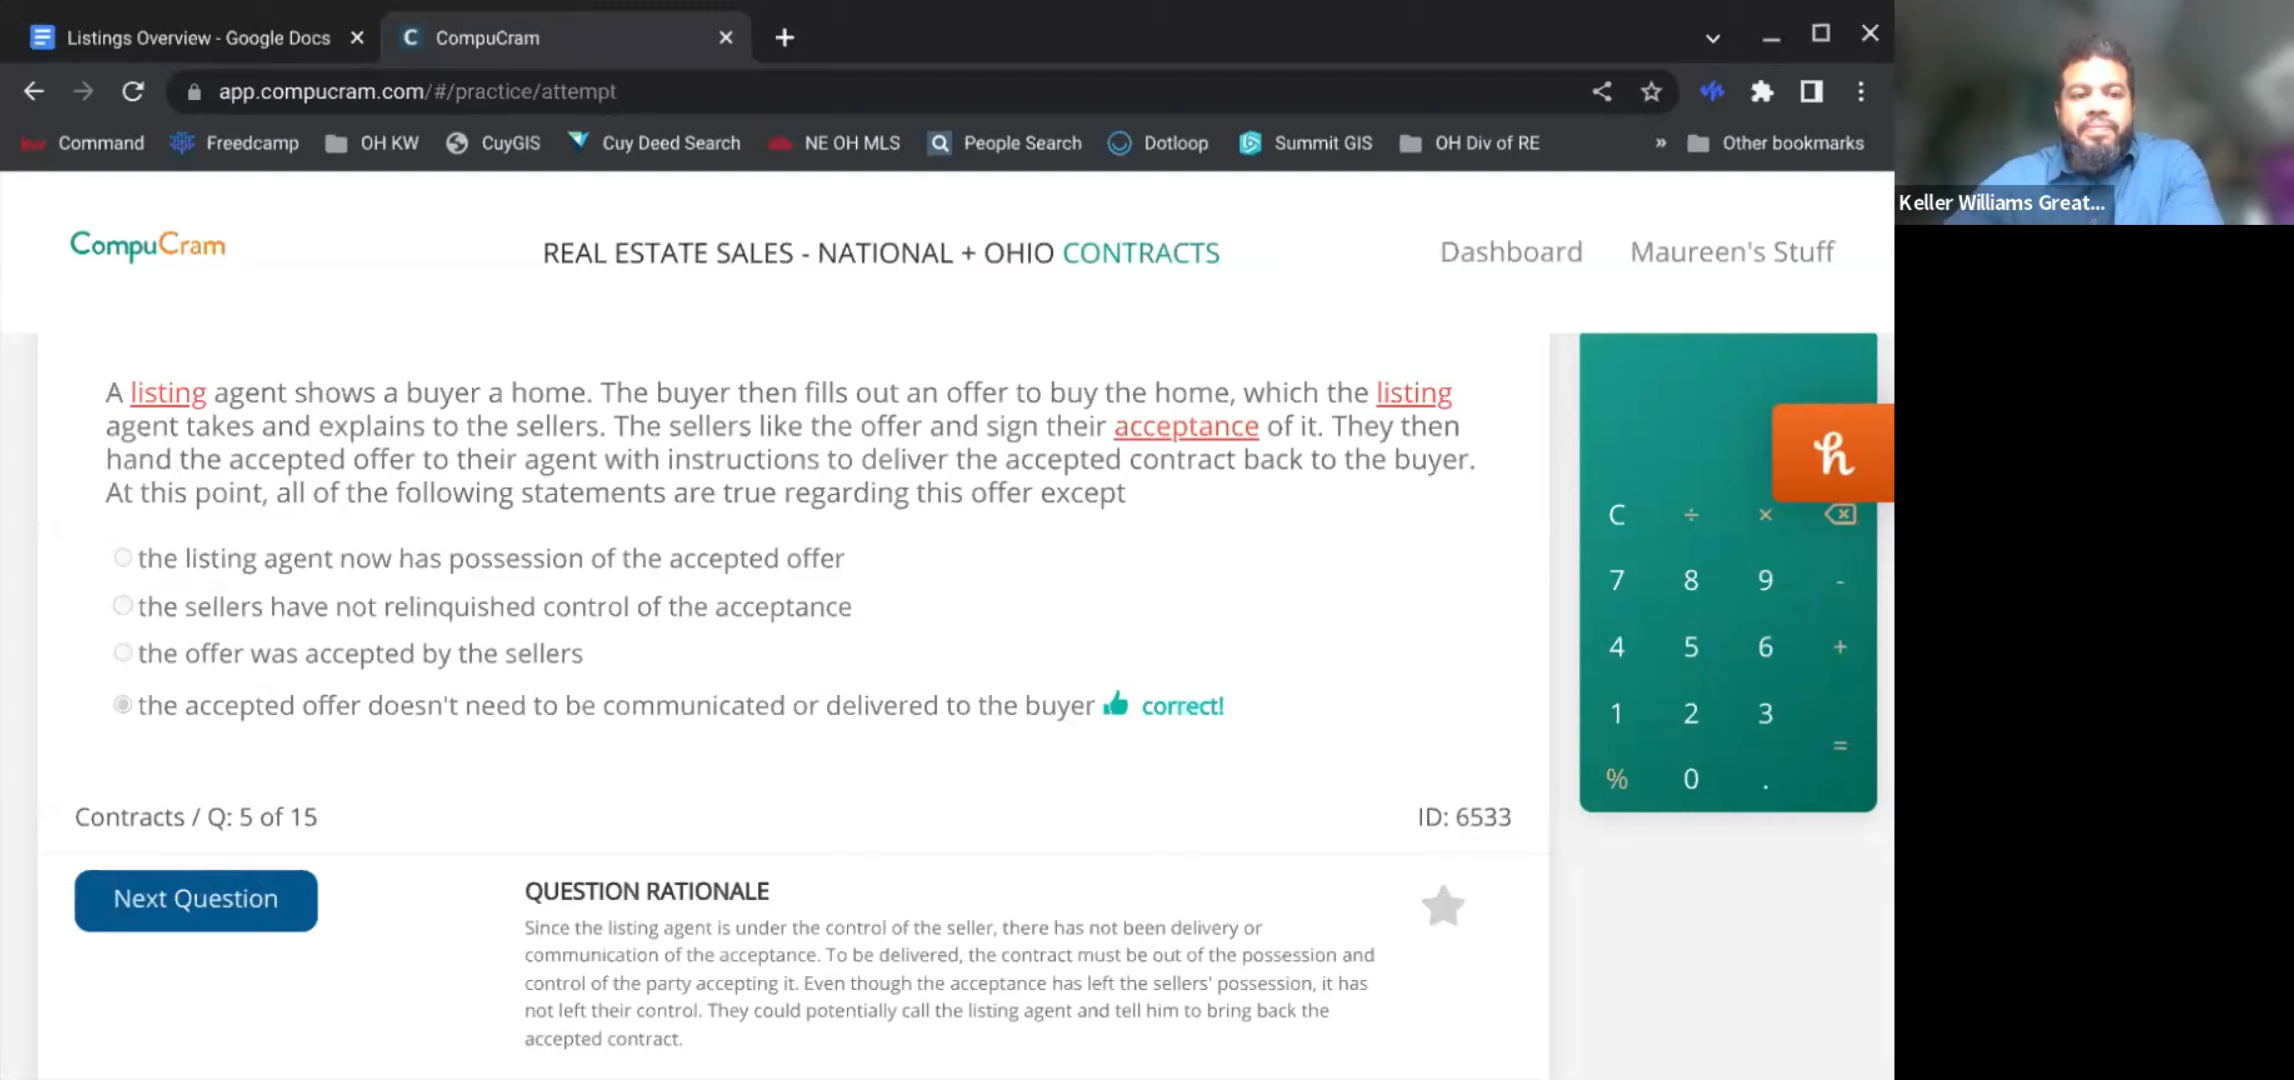 Listings Overview - Google Docs
CompuCram
app.compucram.com/#/practice/attempt
kw Command
Freedcamp
OH KW
CuyGIS
Cuy Deed Search
NE OH MLS
People Search
Dotloop
Summit GIS
OH Div of RE
»
Other bookmarks
Keller Williams Great...
CompuCram
REAL ESTATE SALES - NATIONAL + OHIO CONTRACTS
Dashboard
Maureen's Stuff
A listing agent shows a buyer a home. The buyer then fills out an offer to buy the home, which the listing
agent takes and explains to the sellers. The sellers like the offer and sign their acceptance of it. They then
hand the accepted offer to their agent with instructions to deliver the accepted contract back to the buyer.
At this point, all of the following statements are true regarding this offer except
the listing agent now has possession of the accepted offer
the sellers have not relinquished control of the acceptance
the offer was accepted by the sellers
the accepted offer doesn't need to be communicated or delivered to the buyer correct!
h
C ÷ ×
7 8 9 -
4 5 6 +
1 2 3
=
% 0 .
Contracts / Q: 5 of 15
ID: 6533
Next Question
QUESTION RATIONALE
Since the listing agent is under the control of the seller, there has not been delivery or
communication of the acceptance. To be delivered, the contract must be out of the possession and
control of the party accepting it. Even though the acceptance has left the sellers' possession, it has
not left their control. They could potentially call the listing agent and tell him to bring back the
accepted contract.